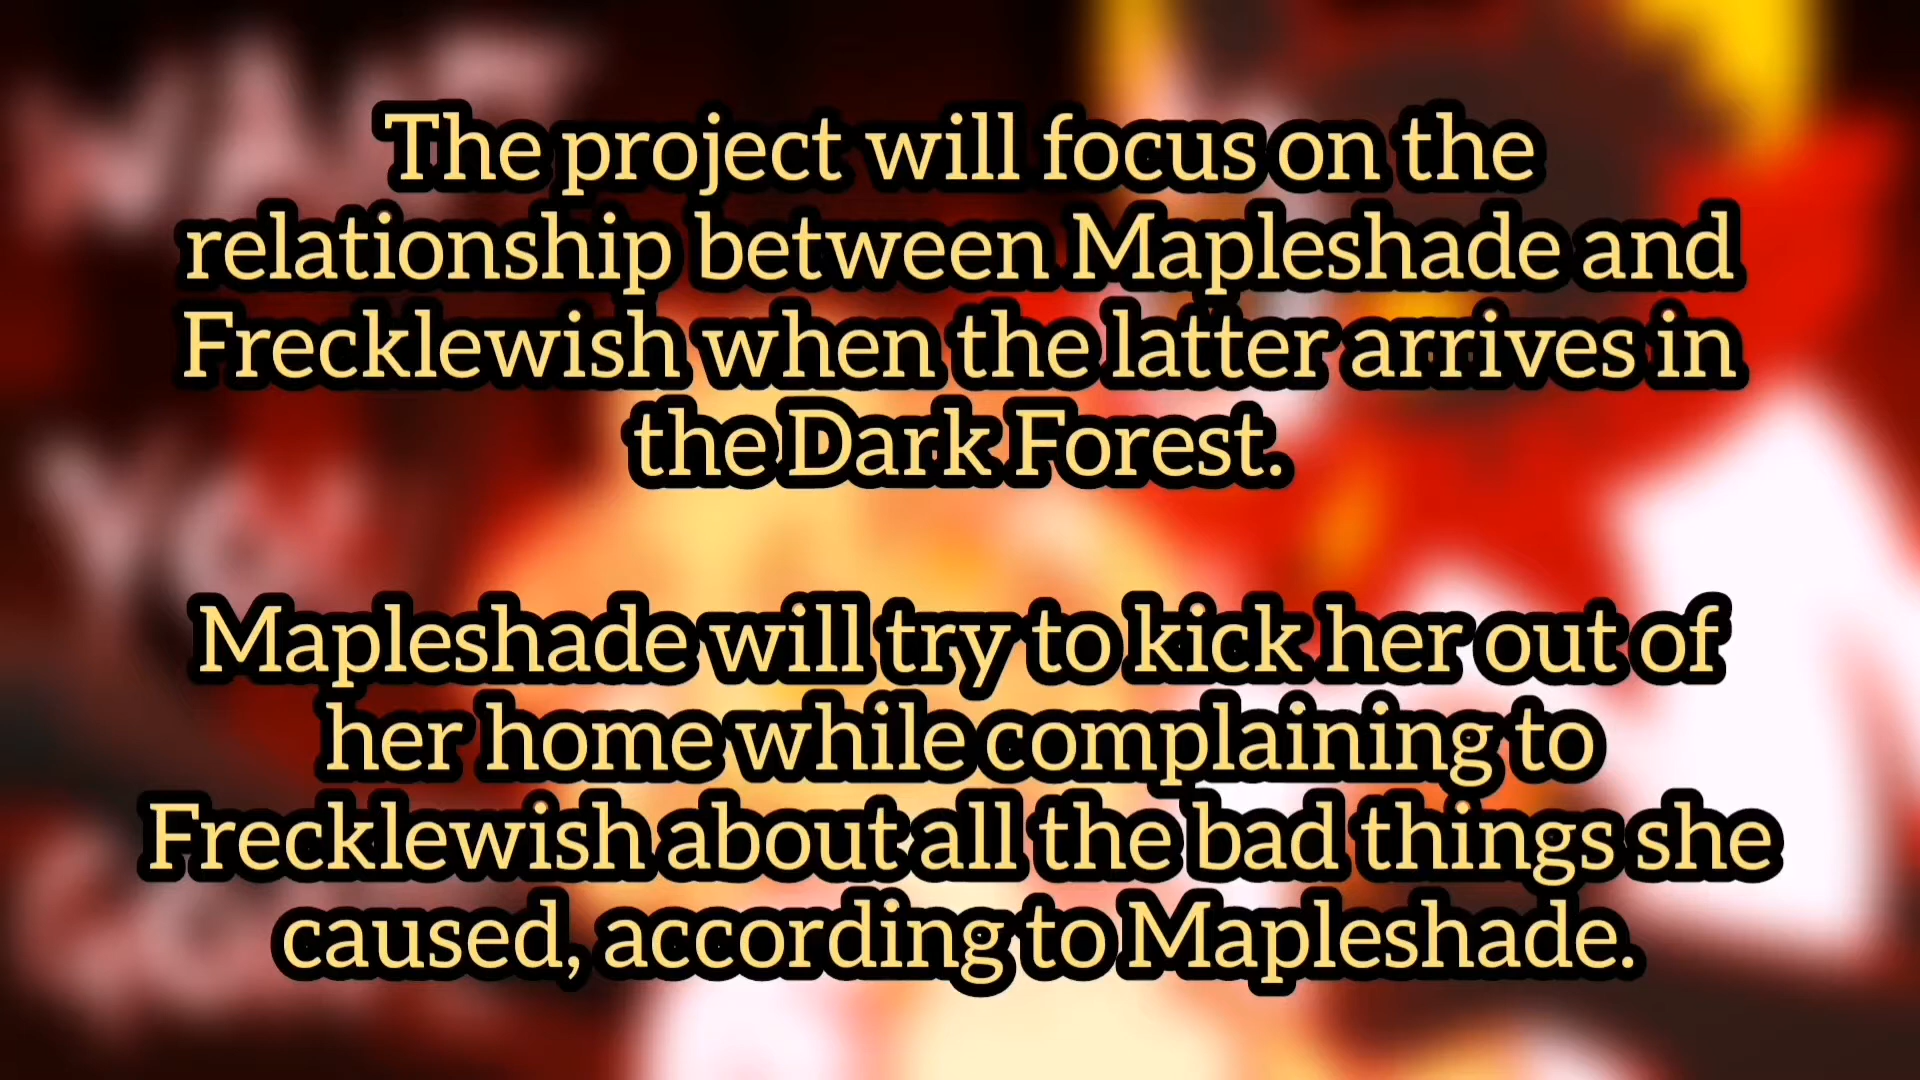 The project will focus on the
relationship between Mapleshade and
Frecklewish when the latter arrives in
the Dark Forest.
Mapleshade will try to kick her out of
her home while complaining to
Frecklewish about all the bad things she
caused, according to Mapleshade.